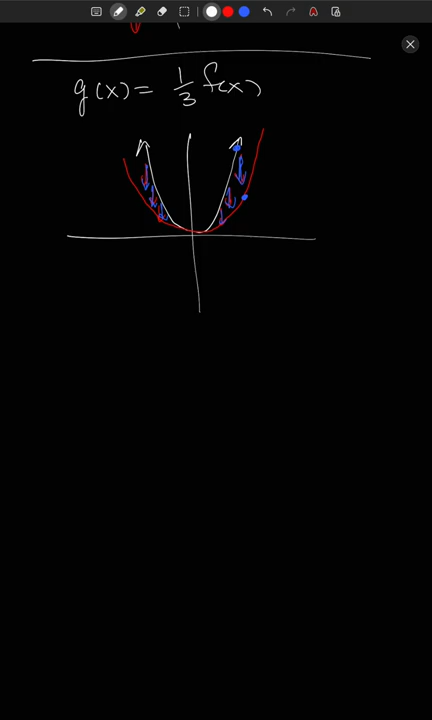 g(x) = 1/3 f(x)